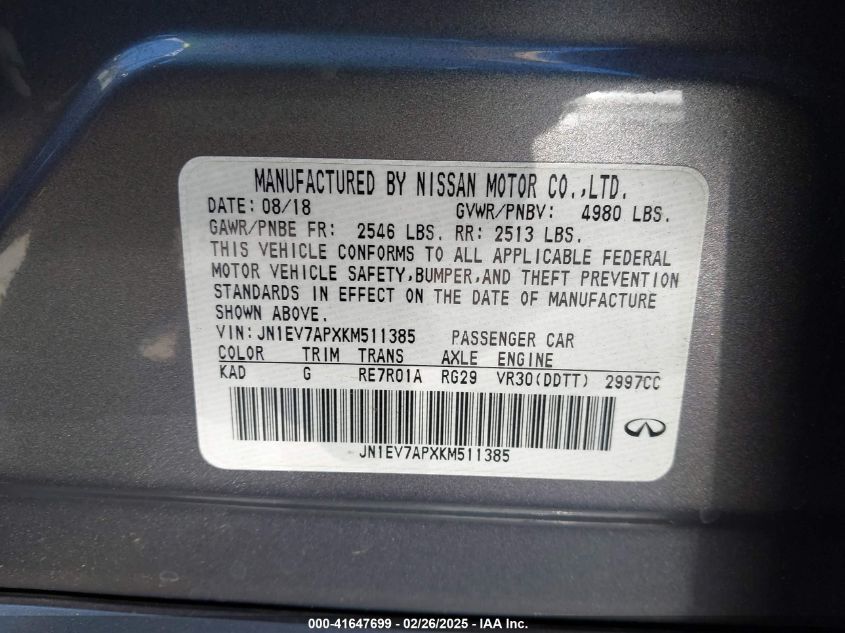 MANUFACTURED BY NISSAN MOTOR CO.,LTD.
DATE: 08/18 GVWR/PNBV: 4980 LBS.
GAWR/PNBE FR: 2546 LBS. RR: 2513 LBS.
THIS VEHICLE CONFORMS TO ALL APPLICABLE FEDERAL
MOTOR VEHICLE SAFETY,BUMPER,AND THEFT PREVENTION
STANDARDS IN EFFECT ON THE DATE OF MANUFACTURE
SHOWN ABOVE.
VIN: JN1EV7APXKM511385 PASSENGER CAR
COLOR TRIM TRANS AXLE ENGINE
KAD G RE7R01A RG29 VR30(DDTT) 2997CC
JN1EV7APXKM511385
000-41647699 - 02/26/2025 - IAA Inc.